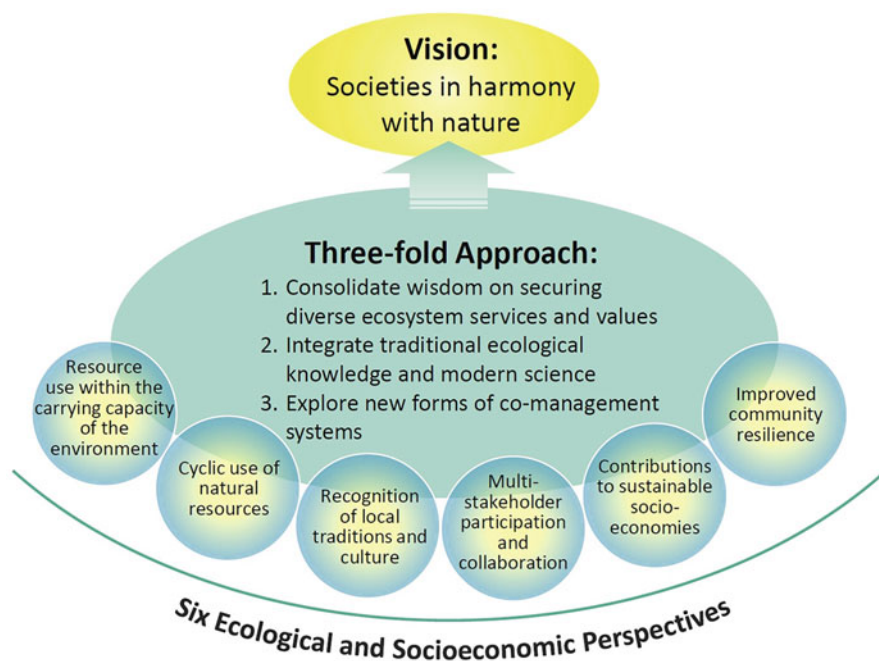 Vision:
Societies in harmony
with nature
Three-fold Approach:
1. Consolidate wisdom on securing
diverse ecosystem services and values
2. Integrate traditional ecological
knowledge and modern science
3. Explore new forms of co-management
systems
Resource
use within the
carrying capacity
of the
environment
Cyclic use of
natural
resources
Recognition
of local
traditions and
culture
Multi-
stakeholder
participation
and
collaboration
Contributions
to sustainable
socio-
economies
Improved
community
resilience
Six Ecological and Socioeconomic Perspectives